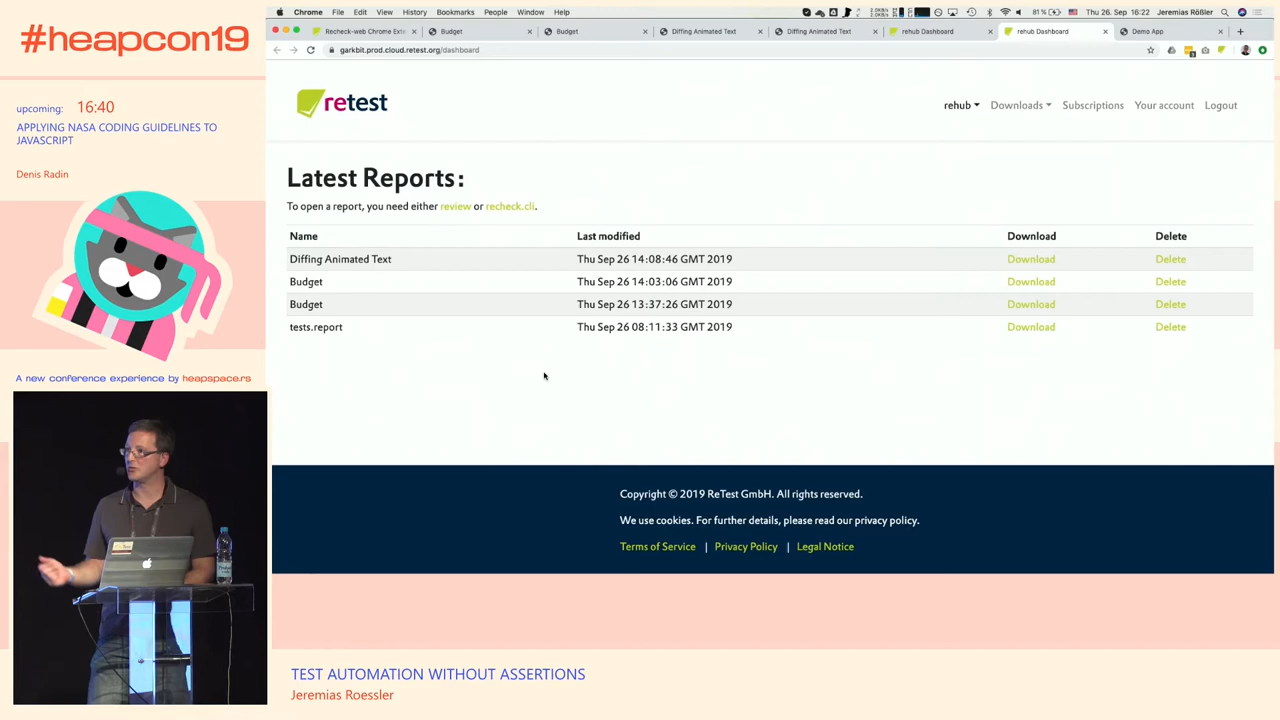 #heapcon19
upcoming: 16:40
APPLYING NASA CODING GUIDELINES TO
JAVASCRIPT
Denis Radin
A new conference experience by heapspace.rs
Chrome File Edit View History Bookmarks People Window Help
81 % Thu 26. Sep 16:22 Jeremias Rößler
Recheck-web Chrome Exte
Budget
Budget
Diffing Animated Text
Diffing Animated Text
rehub Dashboard
rehub Dashboard
Demo App
garkbit.prod.cloud.retest.org/dashboard
retest
rehub Downloads Subscriptions Your account Logout
Latest Reports:
To open a report, you need either review or recheck.cli.
Name Last modified Download Delete
Diffing Animated Text Thu Sep 26 14:08:46 GMT 2019 Download Delete
Budget Thu Sep 26 14:03:06 GMT 2019 Download Delete
Budget Thu Sep 26 13:37:26 GMT 2019 Download Delete
tests.report Thu Sep 26 08:11:33 GMT 2019 Download Delete
Copyright © 2019 ReTest GmbH. All rights reserved.
We use cookies. For further details, please read our privacy policy.
Terms of Service | Privacy Policy | Legal Notice
TEST AUTOMATION WITHOUT ASSERTIONS
Jeremias Roessler